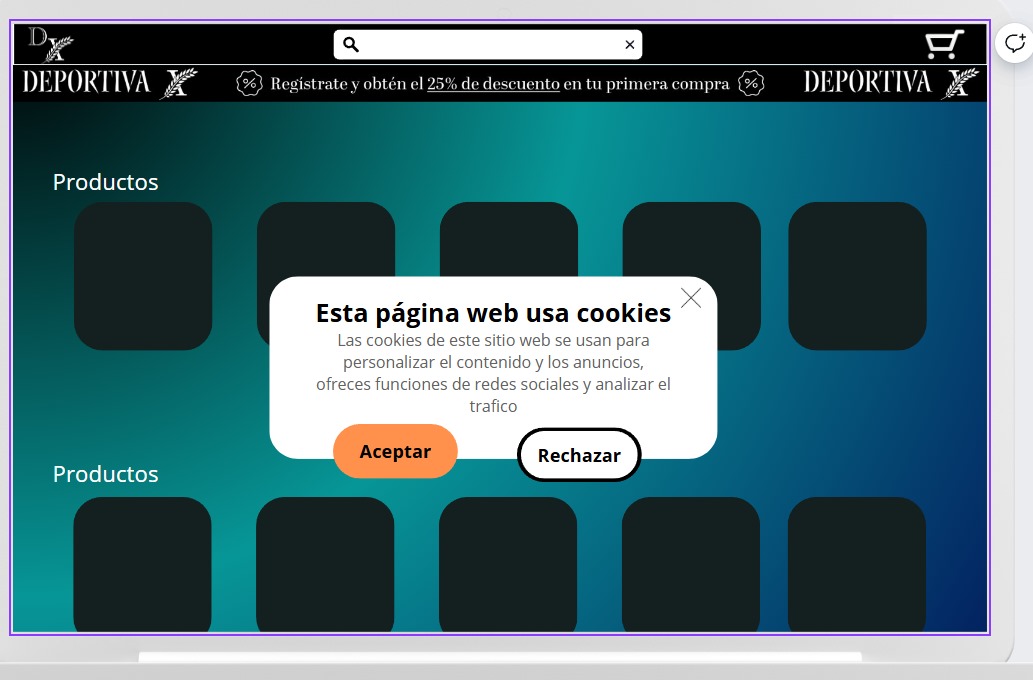 DX
DEPORTIVA X
Regístrate y obtén el 25% de descuento en tu primera compra
DEPORTIVA X
Productos
Esta página web usa cookies
Las cookies de este sitio web se usan para
personalizar el contenido y los anuncios,
ofreces funciones de redes sociales y analizar el
trafico
Aceptar
Rechazar
Productos